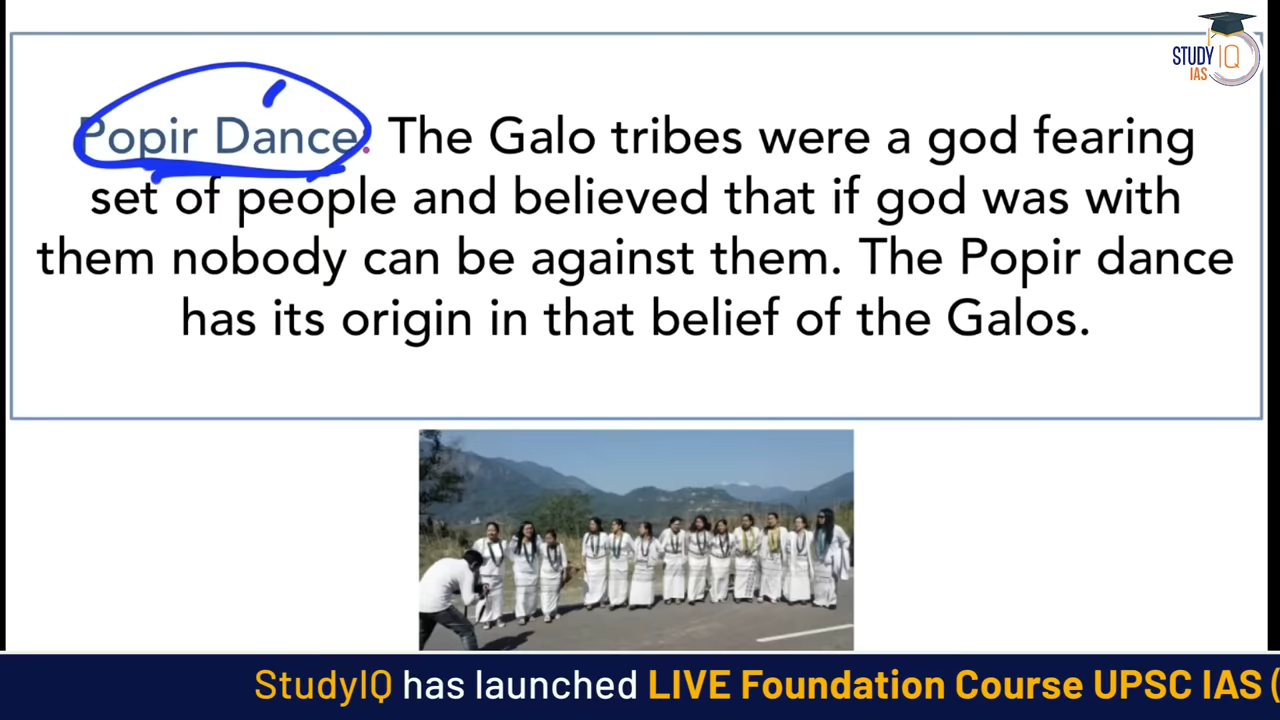 STUDY IQ
IAS
Popir Dance. The Galo tribes were a god fearing
set of people and believed that if god was with
them nobody can be against them. The Popir dance
has its origin in that belief of the Galos.
StudyIQ has launched LIVE Foundation Course UPSC IAS (